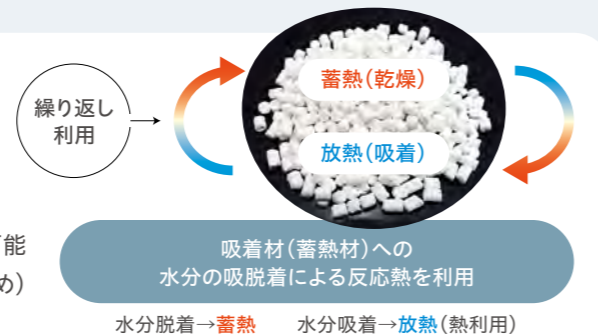 繰り返し
利用
蓄熱(乾燥)
放熱(吸着)
能
め)
吸着材(蓄熱材)への
水分の吸脱着による反応熱を利用
水分脱着→蓄熱 水分吸着→放熱(熱利用)